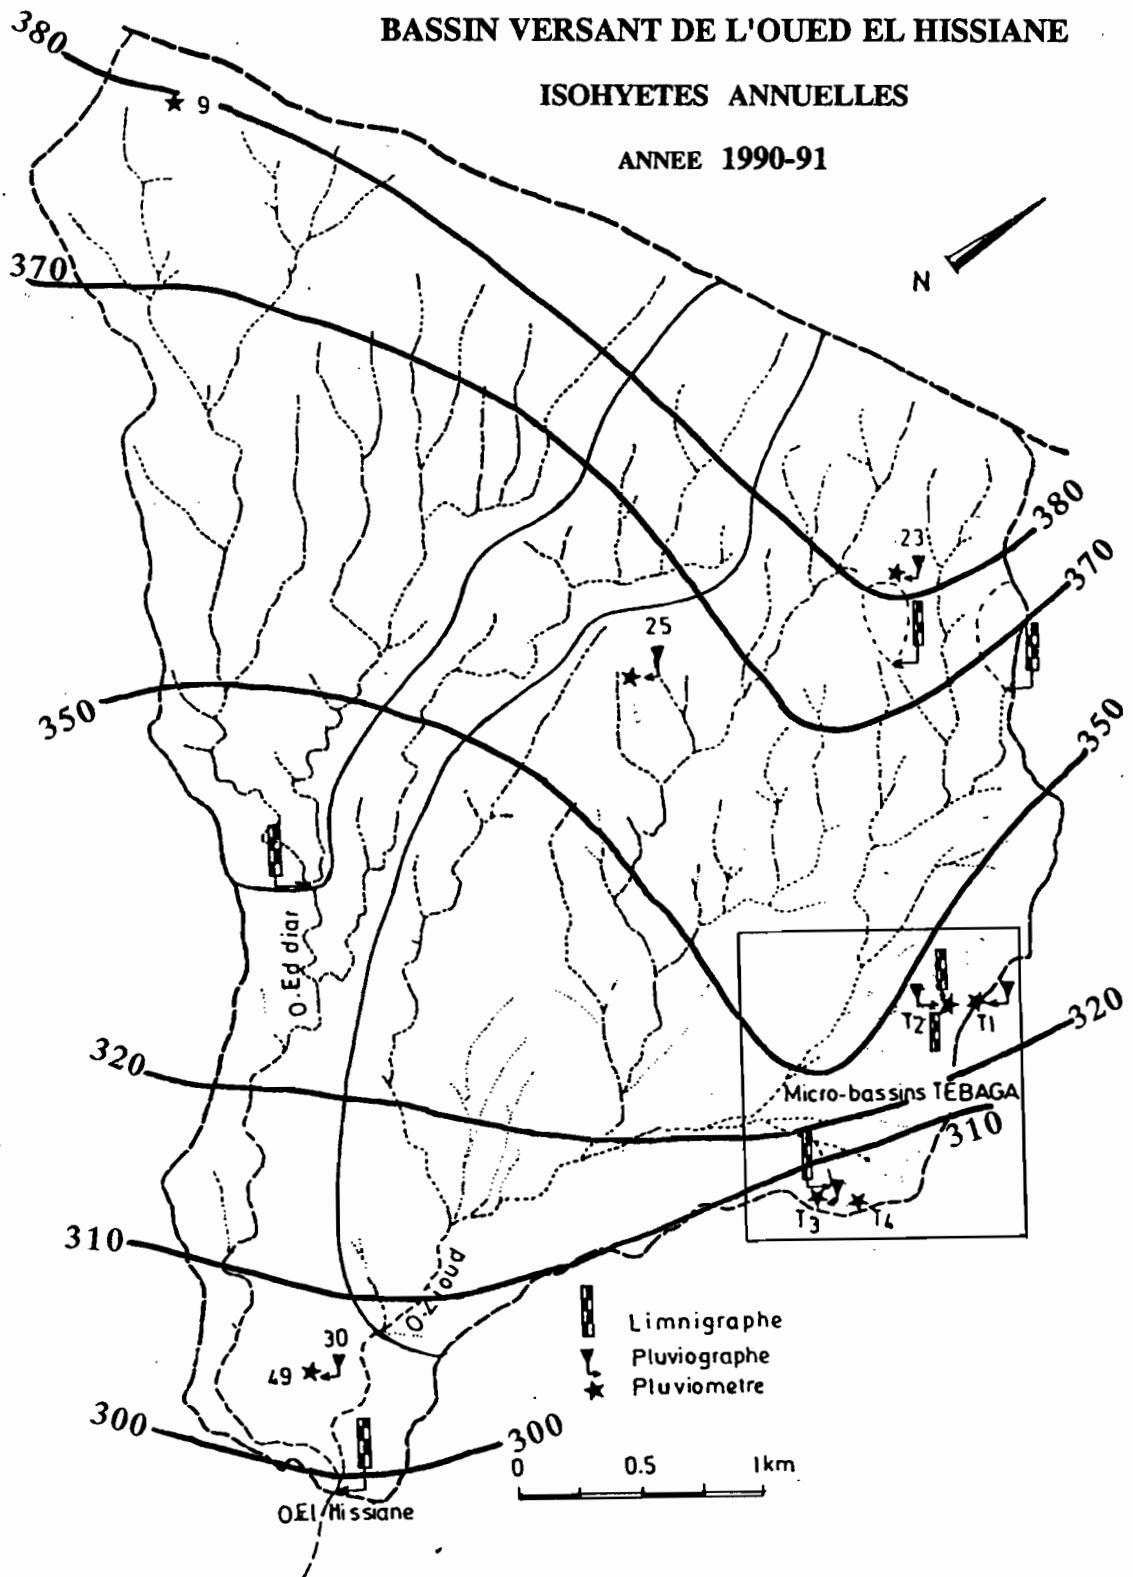 BASSIN VERSANT DE L'OUED EL HISSIANE
ISOHYETES ANNUELLES
ANNEE 1990-91
380
9
370
N
380
23
370
25
350
350
O.Ed diar
T2
T1
320
320
Micro-bassins TEBAGA
310
T3
T4
310
O.Zioud
Limnigraphe
30
Pluviographe
49
Pluviometre
300
300
0
0.5
1km
O.El Hissiane